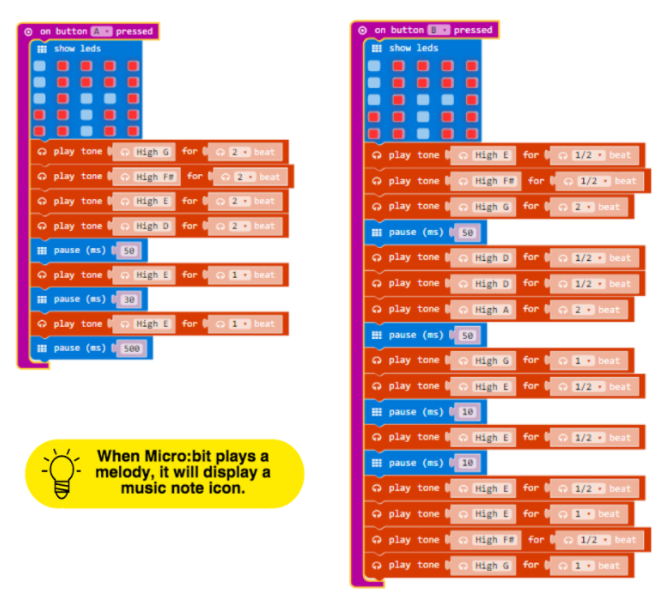 on button A pressed
show leds
play tone High G for 2 beat
play tone High F# for 2 beat
play tone High E for 2 beat
play tone High D for 2 beat
pause (ms) 50
play tone High E for 1 beat
pause (ms) 30
play tone High E for 1 beat
pause (ms) 500
When Micro:bit plays a
melody, it will display a
music note icon.
on button B pressed
show leds
play tone High E for 1/2 beat
play tone High F# for 1/2 beat
play tone High G for 2 beat
pause (ms) 50
play tone High D for 1/2 beat
play tone High D for 1/2 beat
play tone High A for 2 beat
pause (ms) 50
play tone High G for 1 beat
play tone High E for 1/2 beat
pause (ms) 10
play tone High E for 1/2 beat
pause (ms) 10
play tone High E for 1/2 beat
play tone High E for 1 beat
play tone High F# for 1/2 beat
play tone High G for 1 beat